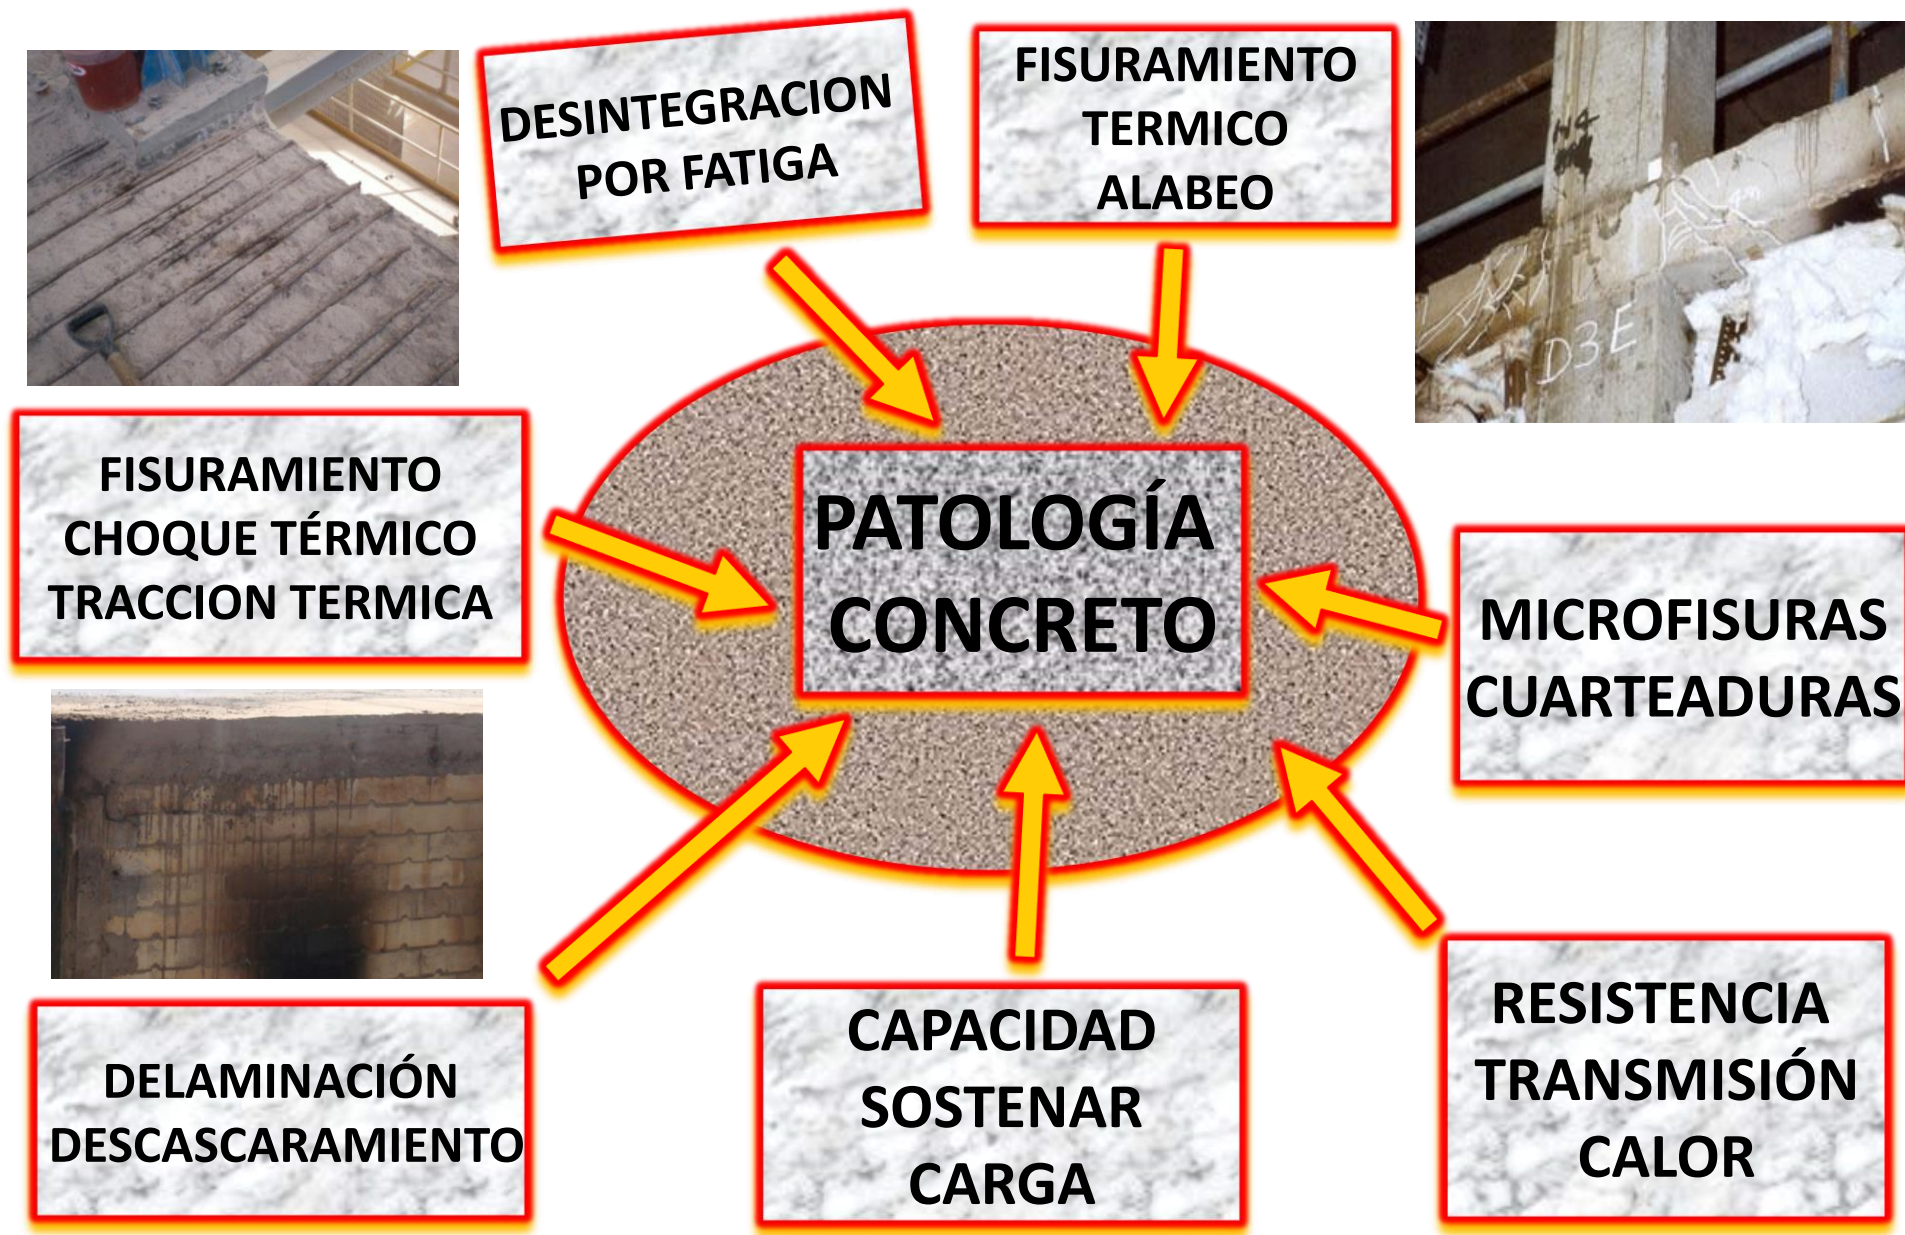 DESINTEGRACION
POR FATIGA
FISURAMIENTO
TERMICO
ALABEO
D3E
FISURAMIENTO
CHOQUE TÉRMICO
TRACCION TERMICA
PATOLOGÍA
CONCRETO
MICROFISURAS
CUARTEADURAS
DELAMINACIÓN
DESCASCARAMIENTO
CAPACIDAD
SOSTENAR
CARGA
RESISTENCIA
TRANSMISIÓN
CALOR